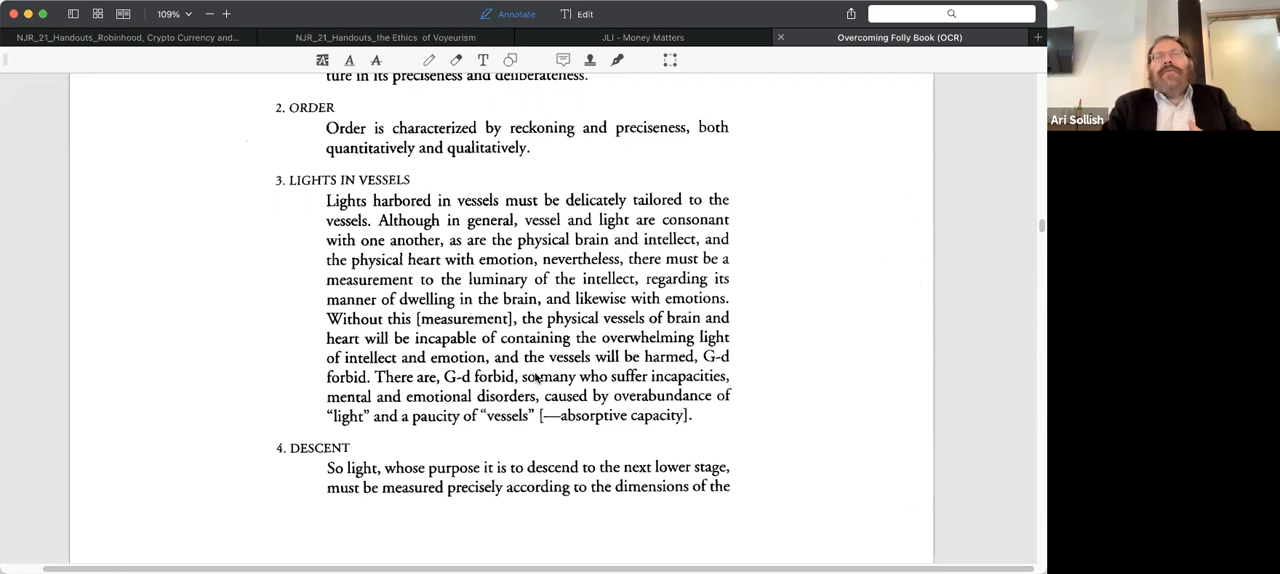 109%
Annotate
Edit
NJR_21_Handouts_Robinhood, Crypto Currency and...
NJR_21_Handouts_the Ethics of Voyeurism
JLI - Money Matters
Overcoming Folly Book (OCR)
ture in its preciseness and deliberateness.
2. ORDER
Order is characterized by reckoning and preciseness, both
quantitatively and qualitatively.
3. LIGHTS IN VESSELS
Lights harbored in vessels must be delicately tailored to the
vessels. Although in general, vessel and light are consonant
with one another, as are the physical brain and intellect, and
the physical heart with emotion, nevertheless, there must be a
measurement to the luminary of the intellect, regarding its
manner of dwelling in the brain, and likewise with emotions.
Without this [measurement], the physical vessels of brain and
heart will be incapable of containing the overwhelming light
of intellect and emotion, and the vessels will be harmed, G-d
forbid. There are, G-d forbid, so many who suffer incapacities,
mental and emotional disorders, caused by overabundance of
“light” and a paucity of “vessels” [—absorptive capacity].
4. DESCENT
So light, whose purpose it is to descend to the next lower stage,
must be measured precisely according to the dimensions of the
Ari Sollish